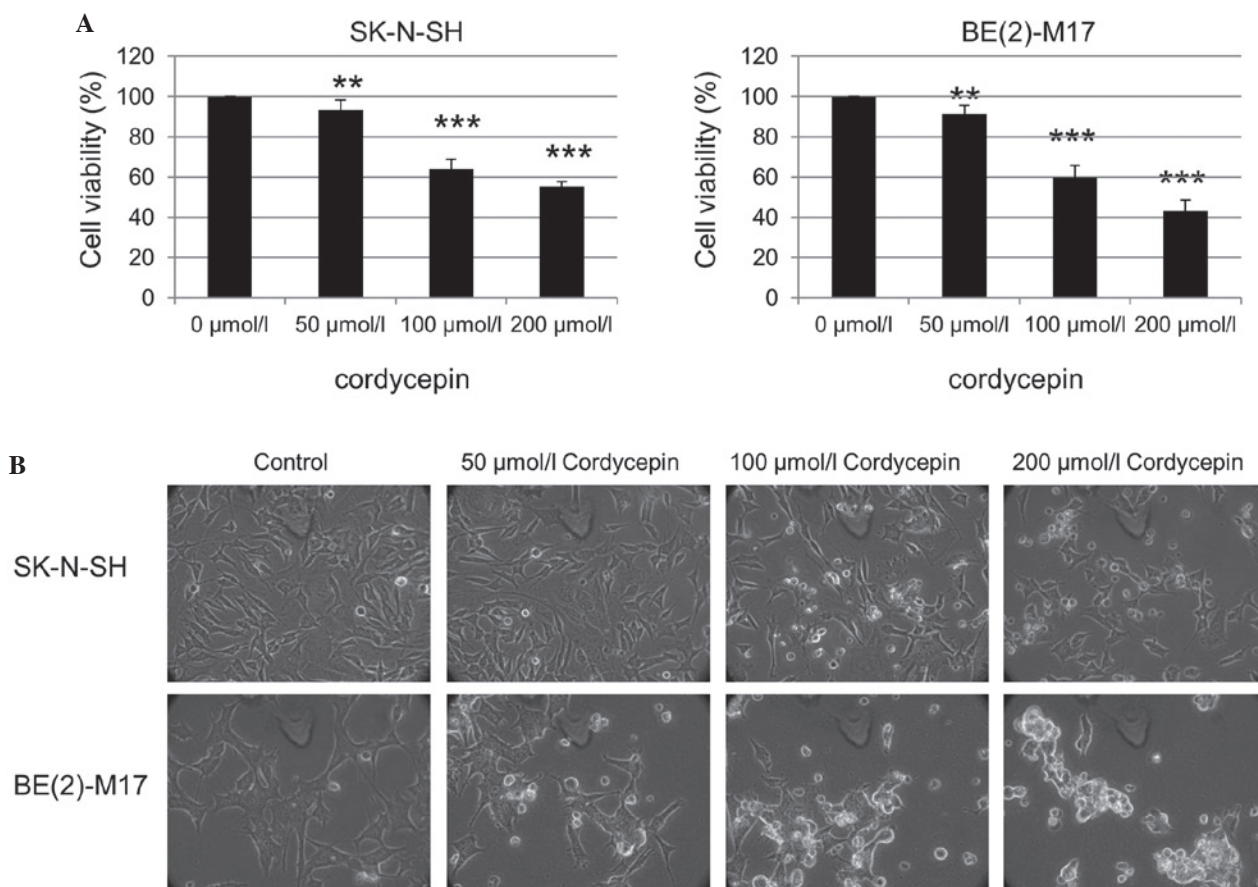 A
SK-N-SH
120
100
80
60
40
20
0
Cell viability (%)
**
***
***
0 µmol/l 50 µmol/l 100 µmol/l 200 µmol/l
cordycepin
BE(2)-M17
120
100
80
60
40
20
0
Cell viability (%)
**
***
***
0 µmol/l 50 µmol/l 100 µmol/l 200 µmol/l
cordycepin
B
Control 50 µmol/l Cordycepin 100 µmol/l Cordycepin 200 µmol/l Cordycepin
SK-N-SH
BE(2)-M17